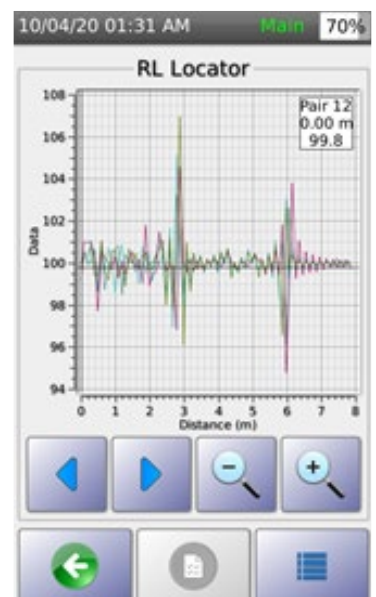 10/04/20 01:31 AM Main 70%
RL Locator
108
106
104
102
100
98
96
94
Data
Pair 12
0.00 m
99.8
0 1 2 3 4 5 6 7 8
Distance (m)